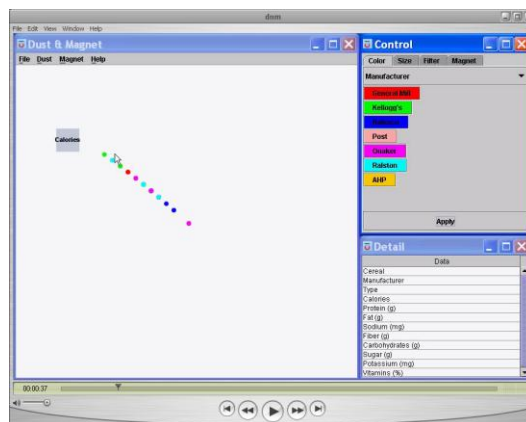 dnm
File Edit View Window Help
Dust & Magnet
File Dust Magnet Help
Calories
Control
Color Size Filter Magnet
Manufacturer
General Mill
Kellogg's
Post
Quaker
Ralston
AHP
Apply
Detail
Data
Cereal
Manufacturer
Type
Calories
Protein (g)
Fat (g)
Sodium (mg)
Fiber (g)
Carbohydrates (g)
Sugar (g)
Potassium (mg)
Vitamins (%)
00:00:37